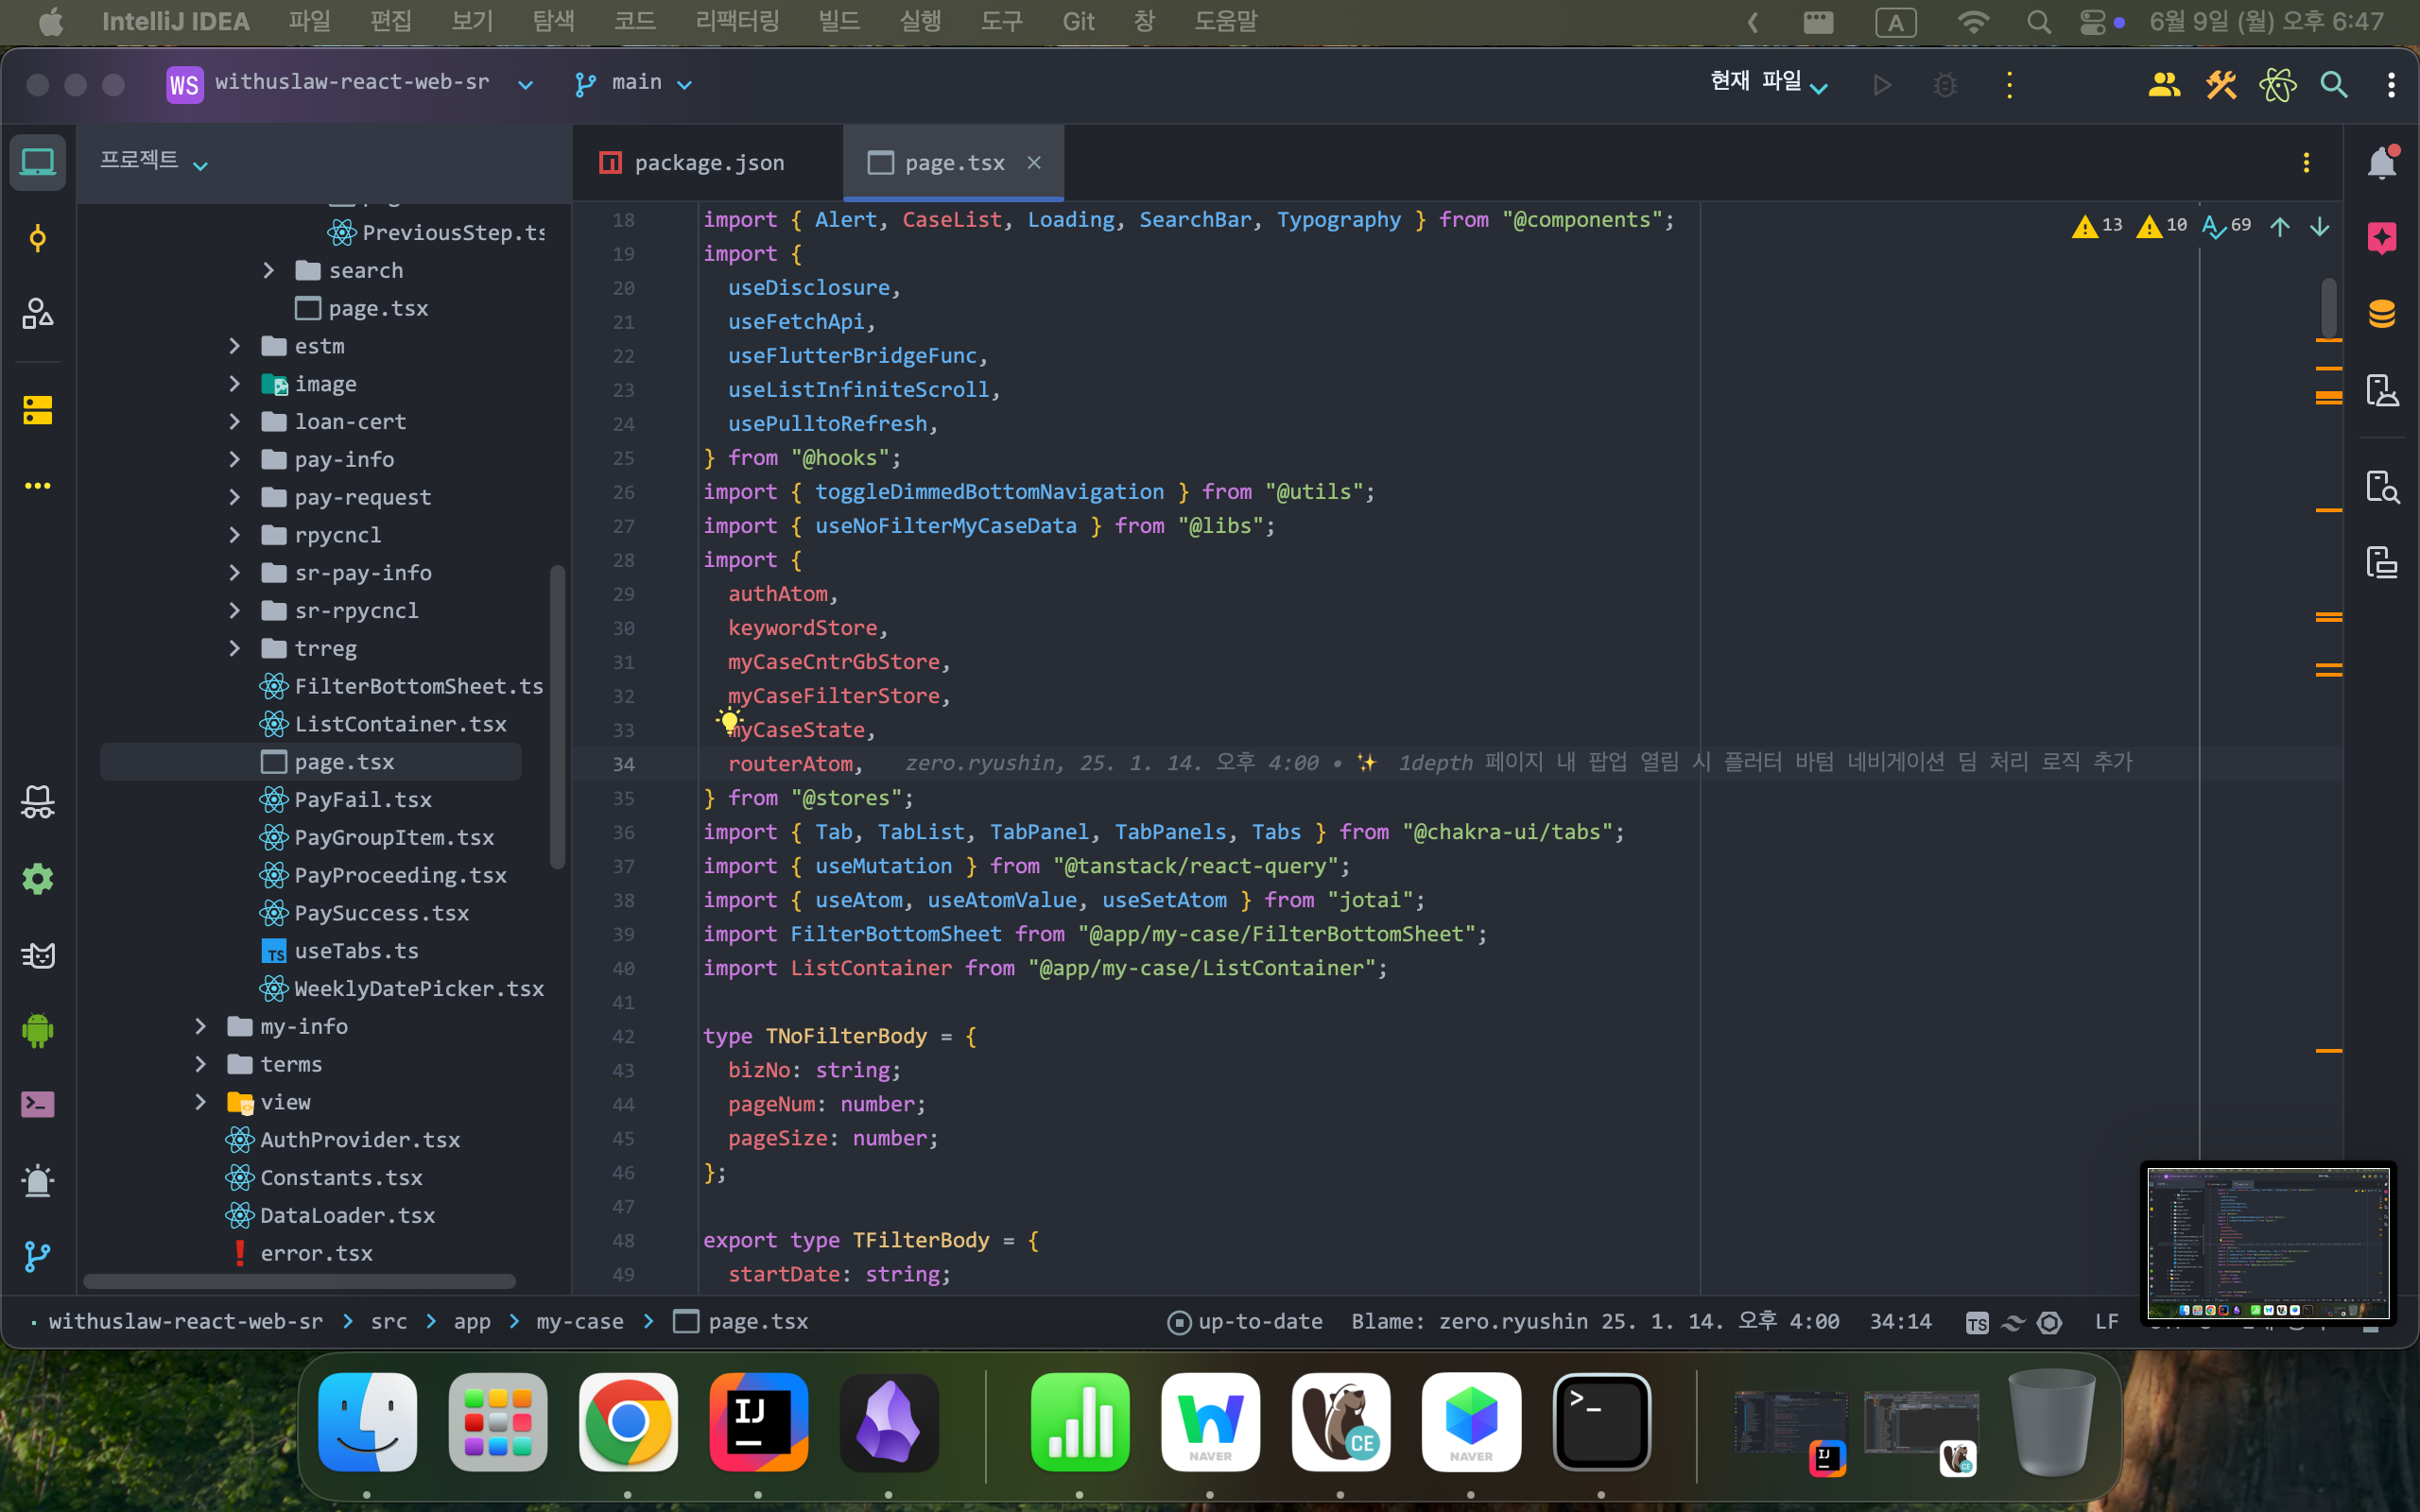 IntelliJ IDEA 파일 편집 보기 탐색 코드 리팩터링 빌드 실행 도구 Git 창 도움말 A 6월 9일 (월) 오후 6:47
WS withuslaw-react-web-sr main 현재 파일
프로젝트
package.json page.tsx
PreviousStep.ts
search
page.tsx
estm
image
loan-cert
pay-info
pay-request
rpycncl
sr-pay-info
sr-rpycncl
trreg
FilterBottomSheet.ts
ListContainer.tsx
page.tsx
PayFail.tsx
PayGroupItem.tsx
PayProceeding.tsx
PaySuccess.tsx
TS useTabs.ts
WeeklyDatePicker.tsx
my-info
terms
view
AuthProvider.tsx
Constants.tsx
DataLoader.tsx
error.tsx
13 10 69
18 import { Alert, CaseList, Loading, SearchBar, Typography } from "@components";
19 import {
20 useDisclosure,
21 useFetchApi,
22 useFlutterBridgeFunc,
23 useListInfiniteScroll,
24 usePulltoRefresh,
25 } from "@hooks";
26 import { toggleDimmedBottomNavigation } from "@utils";
27 import { useNoFilterMyCaseData } from "@libs";
28 import {
29 authAtom,
30 keywordStore,
31 myCaseCntrGbStore,
32 myCaseFilterStore,
33 myCaseState,
34 routerAtom, zero.ryushin, 25. 1. 14. 오후 4:00 • ✨ 1depth 페이지 내 팝업 열림 시 플러터 바텀 네비게이션 딤 처리 로직 추가
35 } from "@stores";
36 import { Tab, TabList, TabPanel, TabPanels, Tabs } from "@chakra-ui/tabs";
37 import { useMutation } from "@tanstack/react-query";
38 import { useAtom, useAtomValue, useSetAtom } from "jotai";
39 import FilterBottomSheet from "@app/my-case/FilterBottomSheet";
40 import ListContainer from "@app/my-case/ListContainer";
41
42 type TNoFilterBody = {
43 bizNo: string;
44 pageNum: number;
45 pageSize: number;
46 };
47
48 export type TFilterBody = {
49 startDate: string;
withuslaw-react-web-sr src app my-case page.tsx up-to-date Blame: zero.ryushin 25. 1. 14. 오후 4:00 34:14 TS LF
IJ NAVER CE NAVER >_ IJ CE